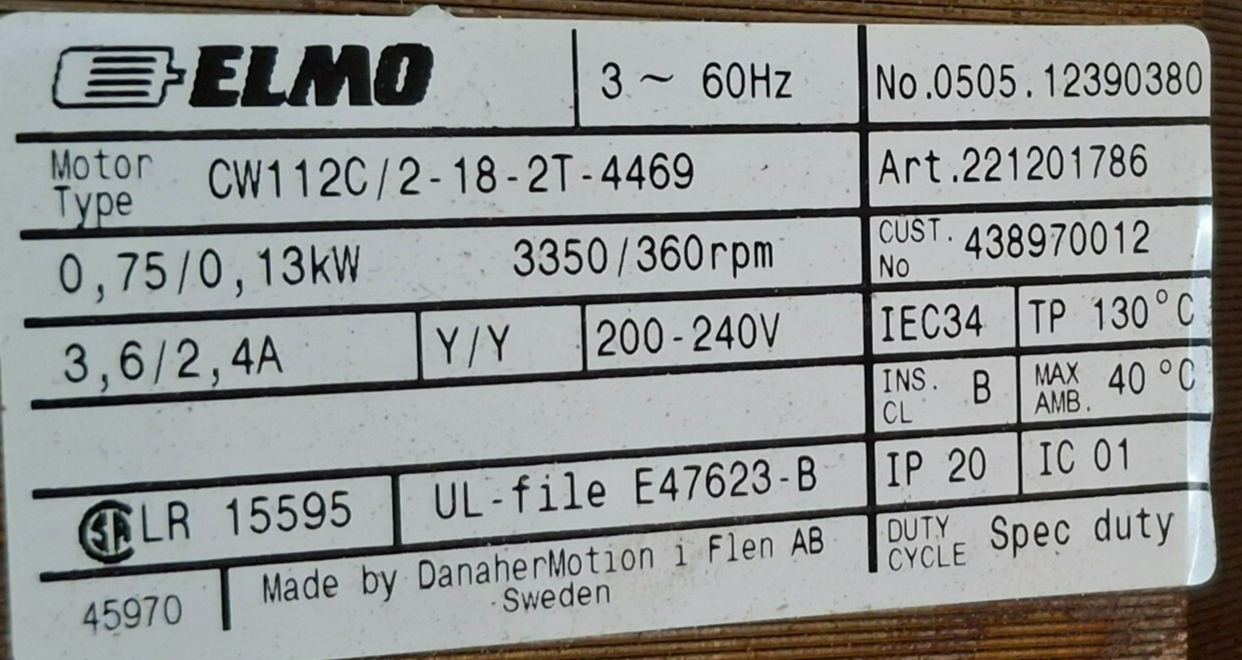 ELMO 3 ~ 60Hz No.0505.12390380
Motor Type CW112C/2-18-2T-4469 Art.221201786
0,75/0,13kW 3350/360rpm CUST. No 438970012
3,6/2,4A Y/Y 200-240V IEC34 TP 130°C
INS. CL B MAX AMB. 40 °C
SA LR 15595 UL-file E47623-B IP 20 IC 01
45970 Made by DanaherMotion i Flen AB DUTY CYCLE Spec duty
Sweden